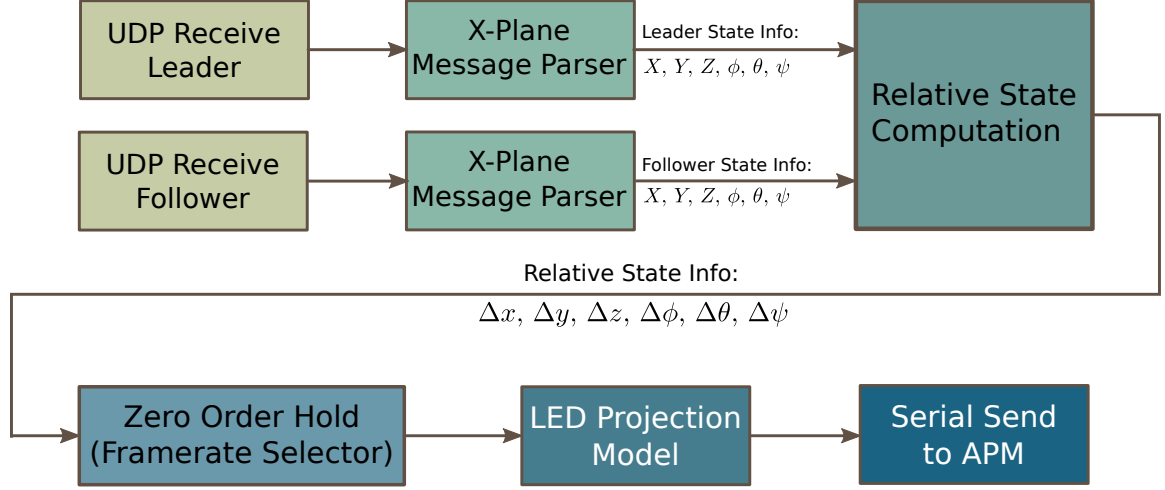 UDP Receive
Leader
X-Plane
Message Parser
Leader State Info:
X, Y, Z, ϕ, θ, ψ
Relative State
Computation
UDP Receive
Follower
X-Plane
Message Parser
Follower State Info:
X, Y, Z, ϕ, θ, ψ
Relative State Info:
Δx, Δy, Δz, Δϕ, Δθ, Δψ
Zero Order Hold
(Framerate Selector)
LED Projection
Model
Serial Send
to APM